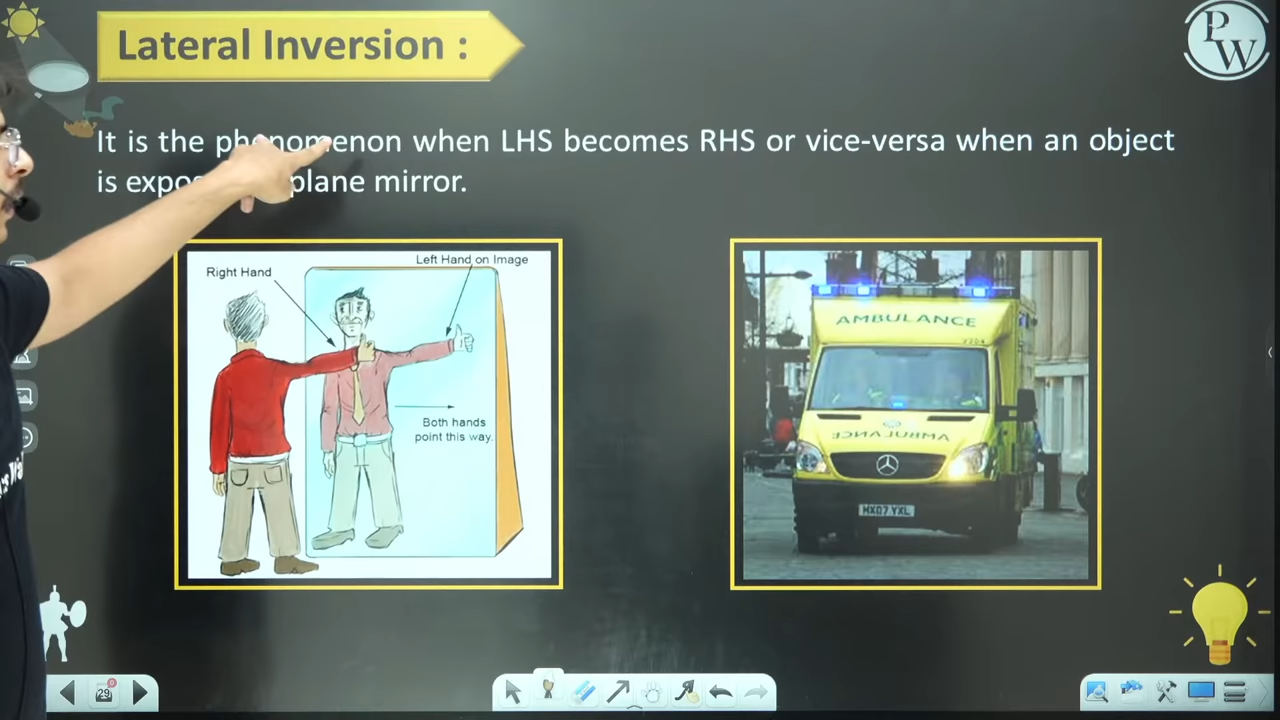 Lateral Inversion :
PW
It is the phenomenon when LHS becomes RHS or vice-versa when an object
is plane mirror.
Right Hand
Left Hand on Image
Both hands
point this way.
AMBULANCE
AMBULANCE
MX07 YXL
29